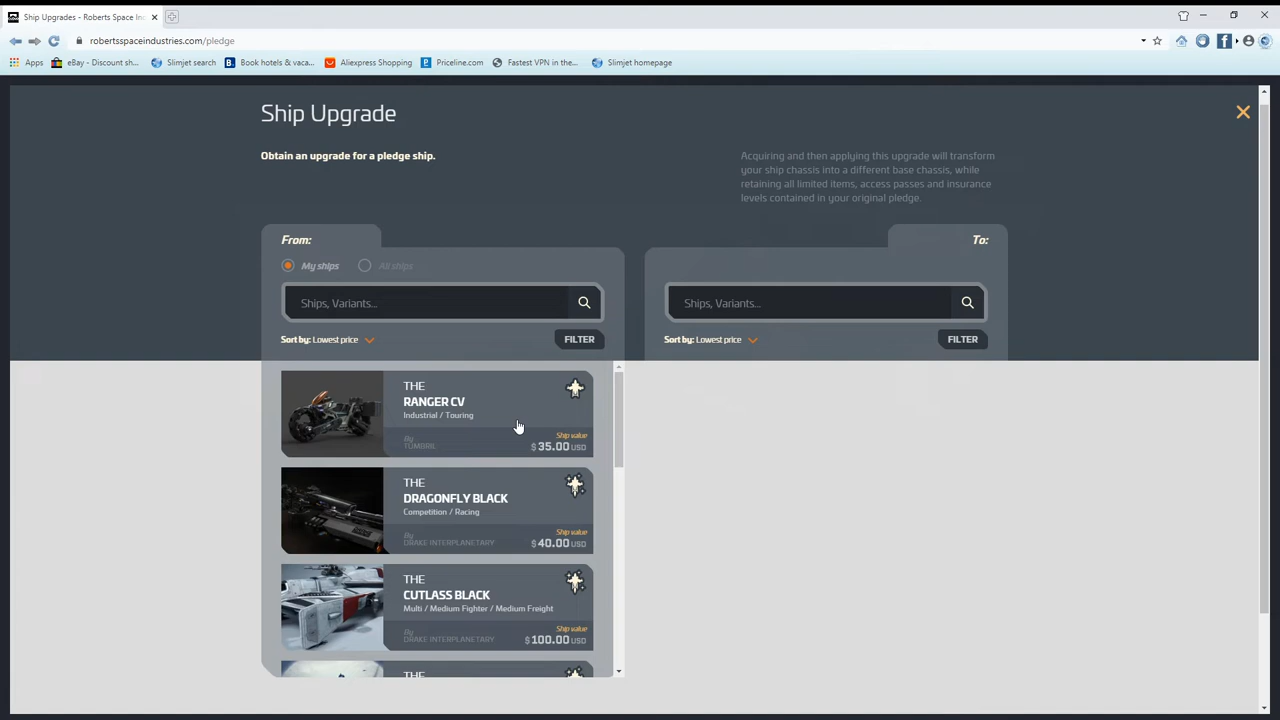 Ship Upgrades - Roberts Space In
robertsspaceindustries.com/pledge
Apps
eBay - Discount sh...
Slimjet search
Book hotels & vaca...
Aliexpress Shopping
Priceline.com
Fastest VPN in the...
Slimjet homepage
Ship Upgrade
Obtain an upgrade for a pledge ship.
Acquiring and then applying this upgrade will transform
your ship chassis into a different base chassis, while
retaining all limited items, access passes and insurance
levels contained in your original pledge.
From:
To:
My ships
All ships
Ships, Variants...
Ships, Variants...
Sort by: Lowest price
FILTER
Sort by: Lowest price
FILTER
THE
RANGER CV
Industrial / Touring
By
TUMBRIL
Ship value
$ 35.00 USD
THE
DRAGONFLY BLACK
Competition / Racing
By
DRAKE INTERPLANETARY
Ship value
$ 40.00 USD
THE
CUTLASS BLACK
Multi / Medium Fighter / Medium Freight
By
DRAKE INTERPLANETARY
Ship value
$ 100.00 USD
THE